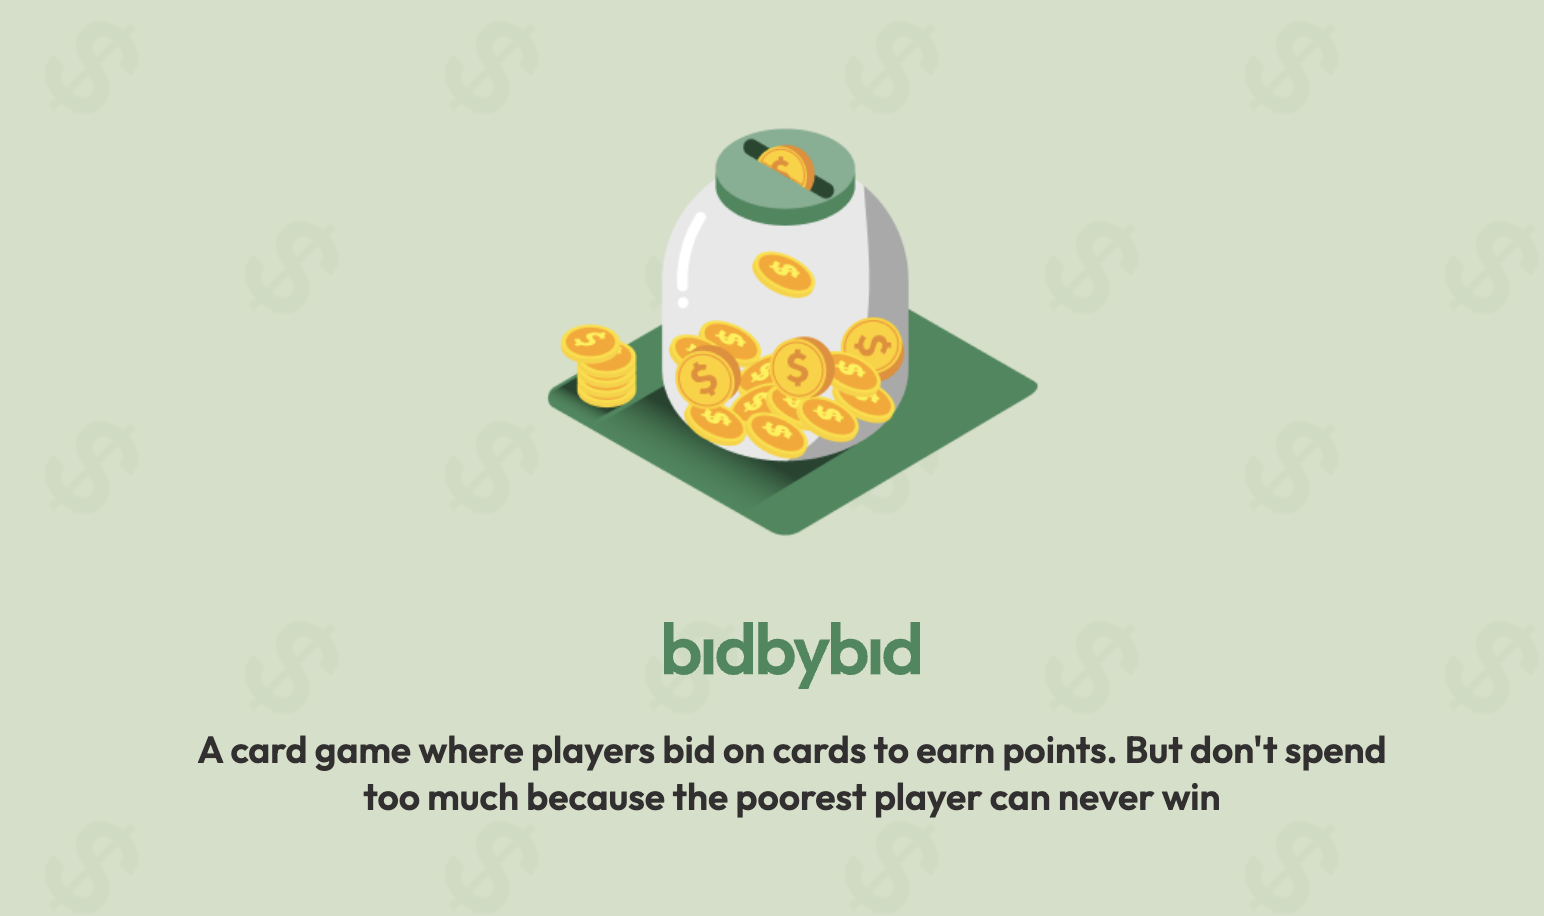 bidbybid
A card game where players bid on cards to earn points. But don't spend
too much because the poorest player can never win